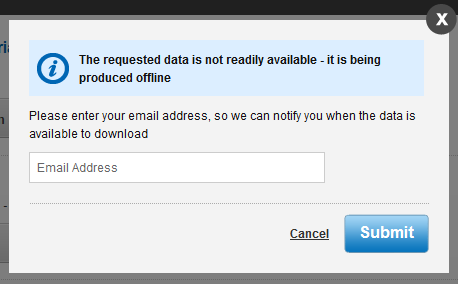 X
The requested data is not readily available - it is being
produced offline
Please enter your email address, so we can notify you when the data is
available to download
Email Address
Cancel
Submit